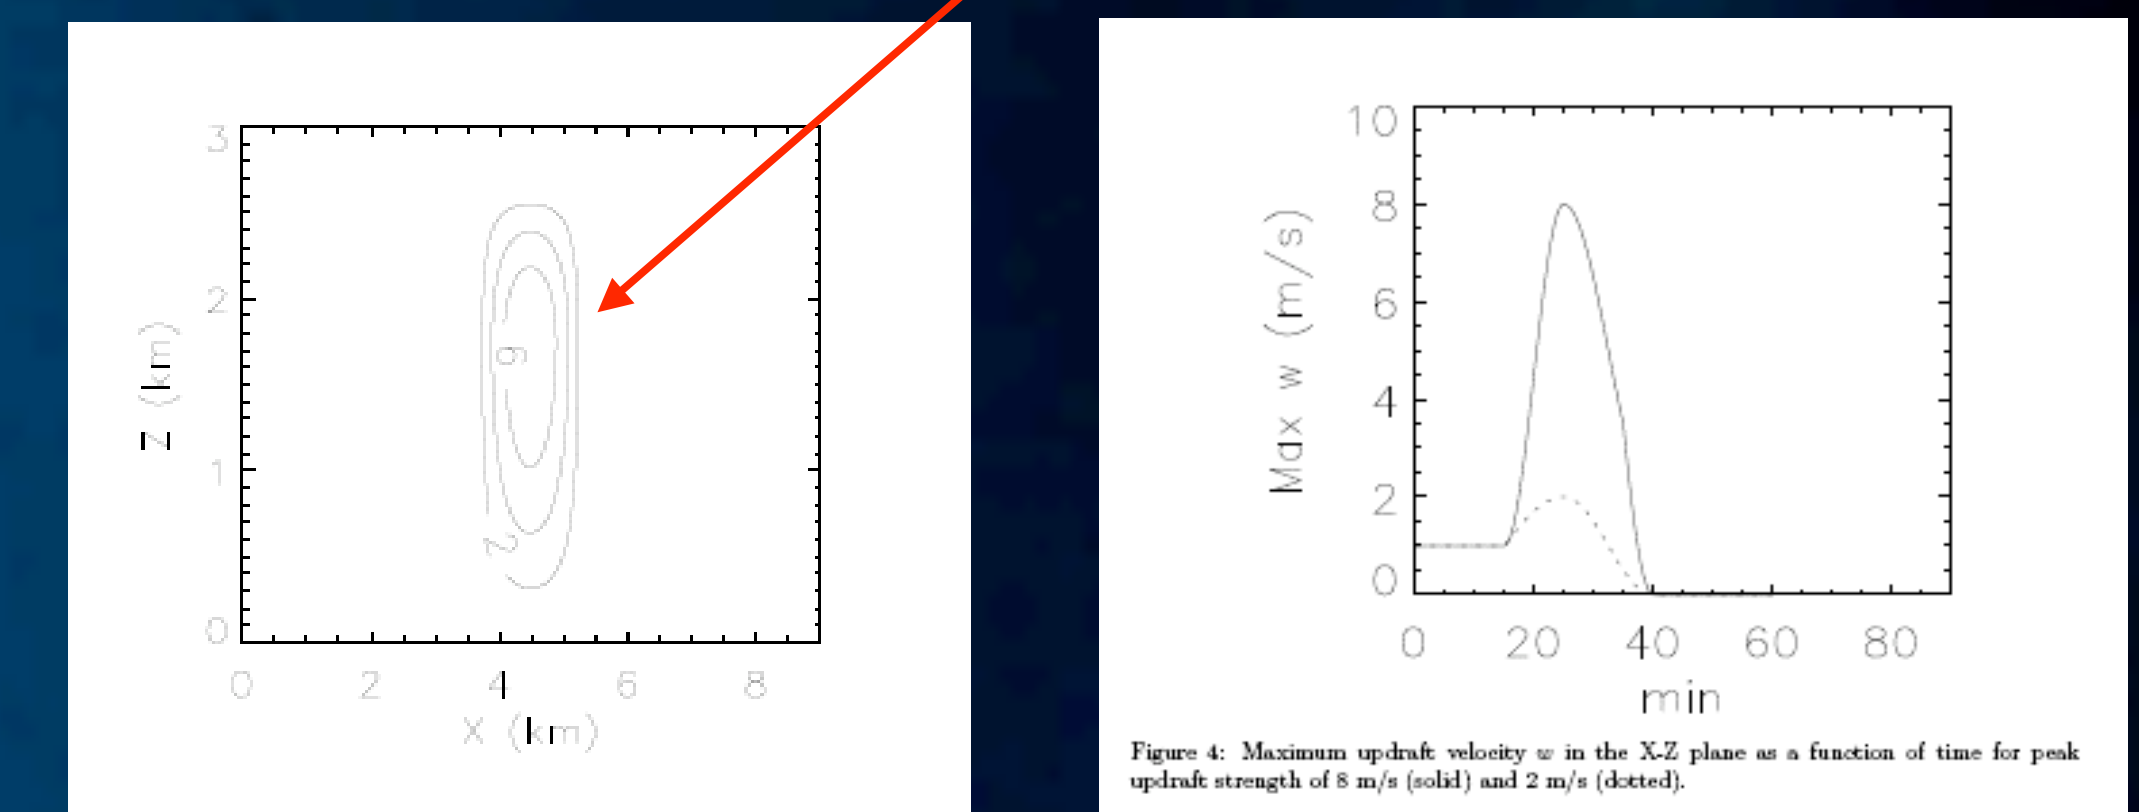 3
2
1
0
Z (km)
6
2
0 2 4 6 8
X (km)
10
8
6
4
2
0
Max w (m/s)
0 20 40 60 80
min
Figure 4: Maximum updraft velocity w in the X-Z plane as a function of time for peak
updraft strength of 8 m/s (solid) and 2 m/s (dotted).